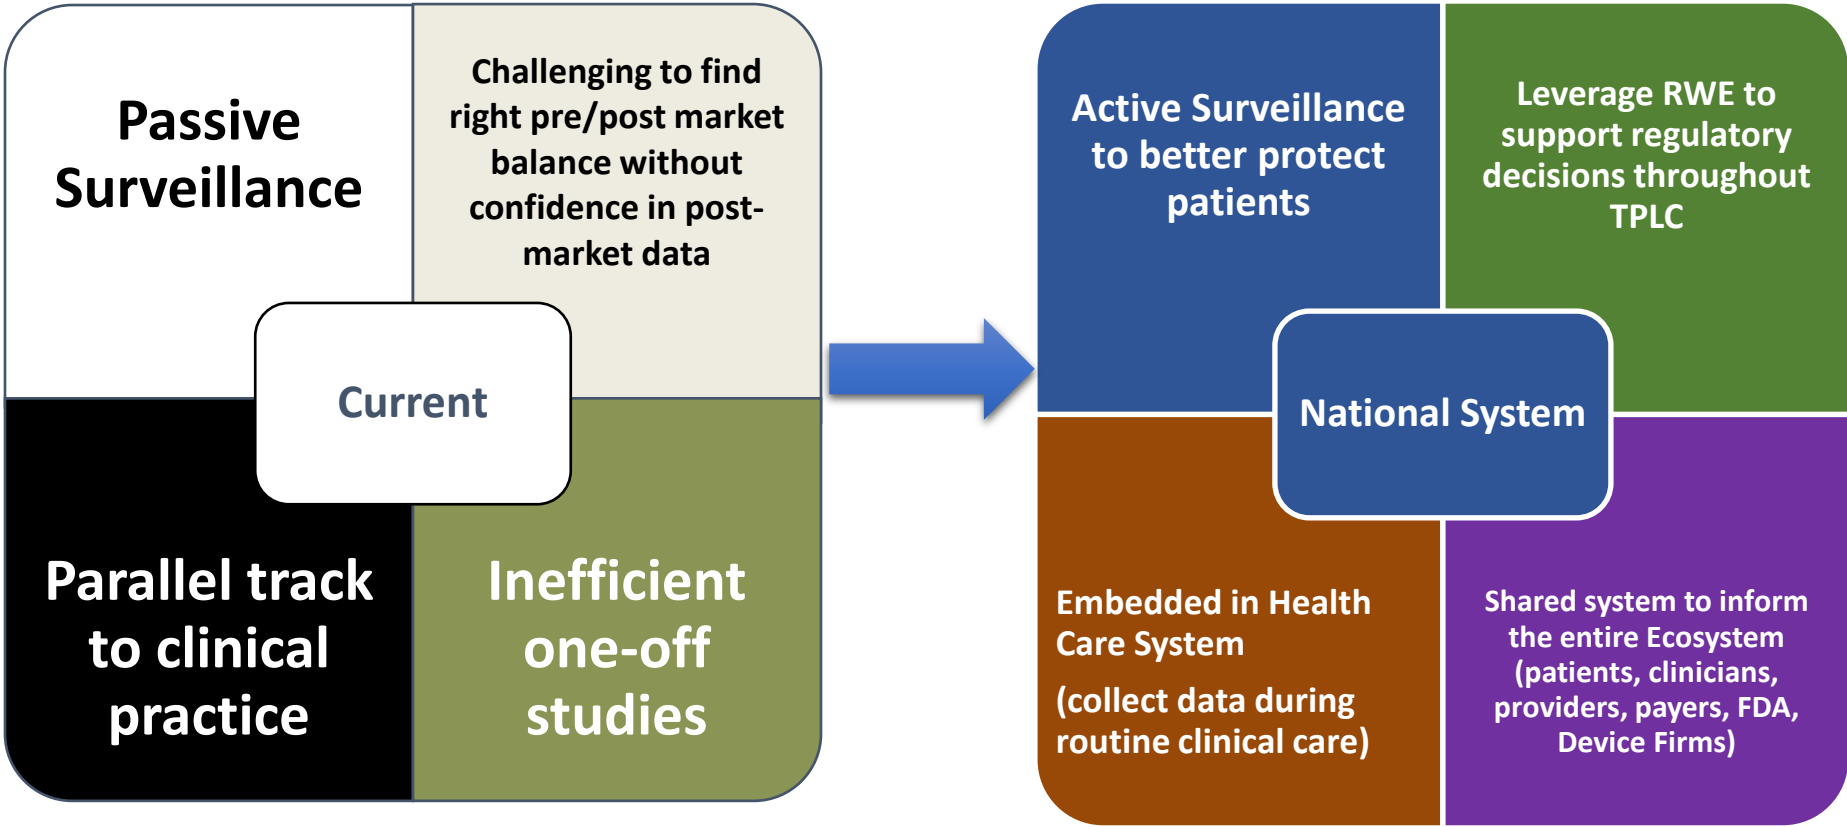 Passive
Surveillance
Challenging to find
right pre/post market
balance without
confidence in post-
market data
Current
Parallel track
to clinical
practice
Inefficient
one-off
studies
Active Surveillance
to better protect
patients
Leverage RWE to
support regulatory
decisions throughout
TPLC
National System
Embedded in Health
Care System
(collect data during
routine clinical care)
Shared system to inform
the entire Ecosystem
(patients, clinicians,
providers, payers, FDA,
Device Firms)